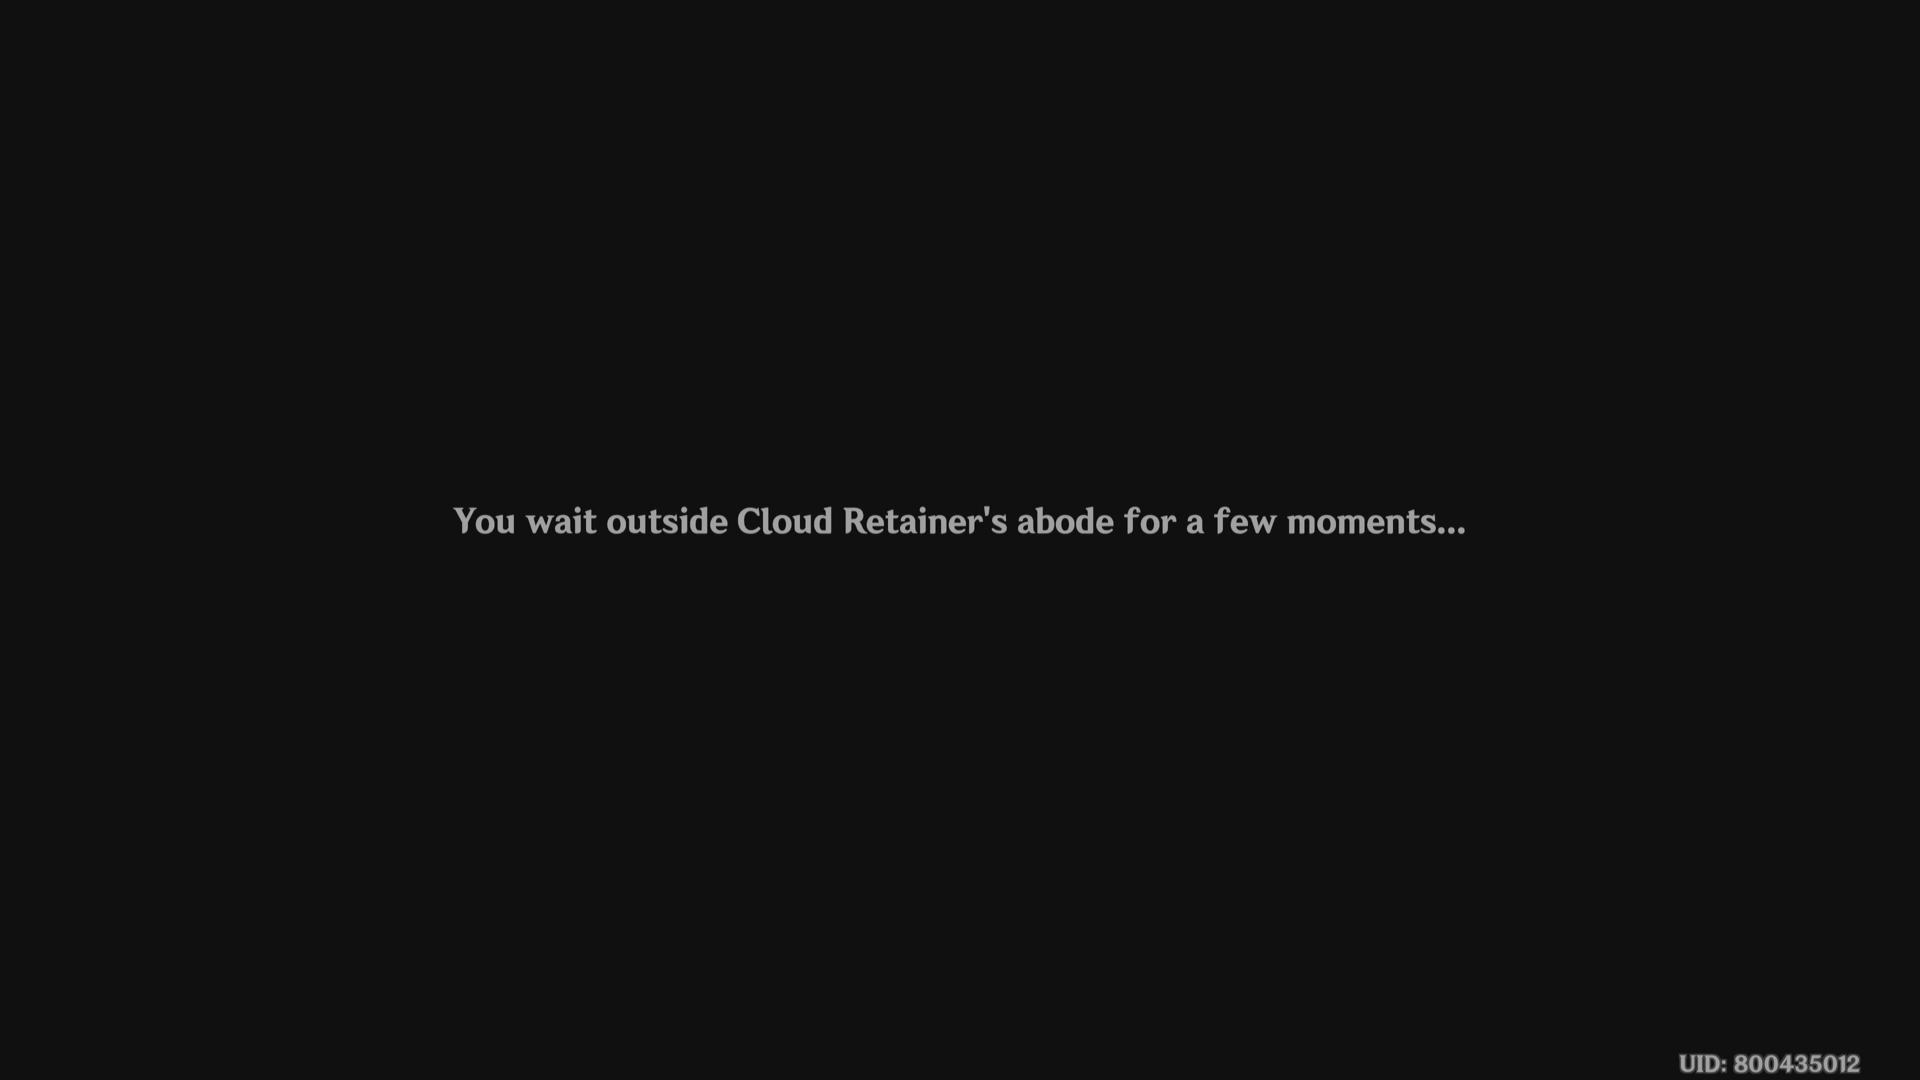 You wait outside Cloud Retainer's abode for a few moments...
UID: 800435012